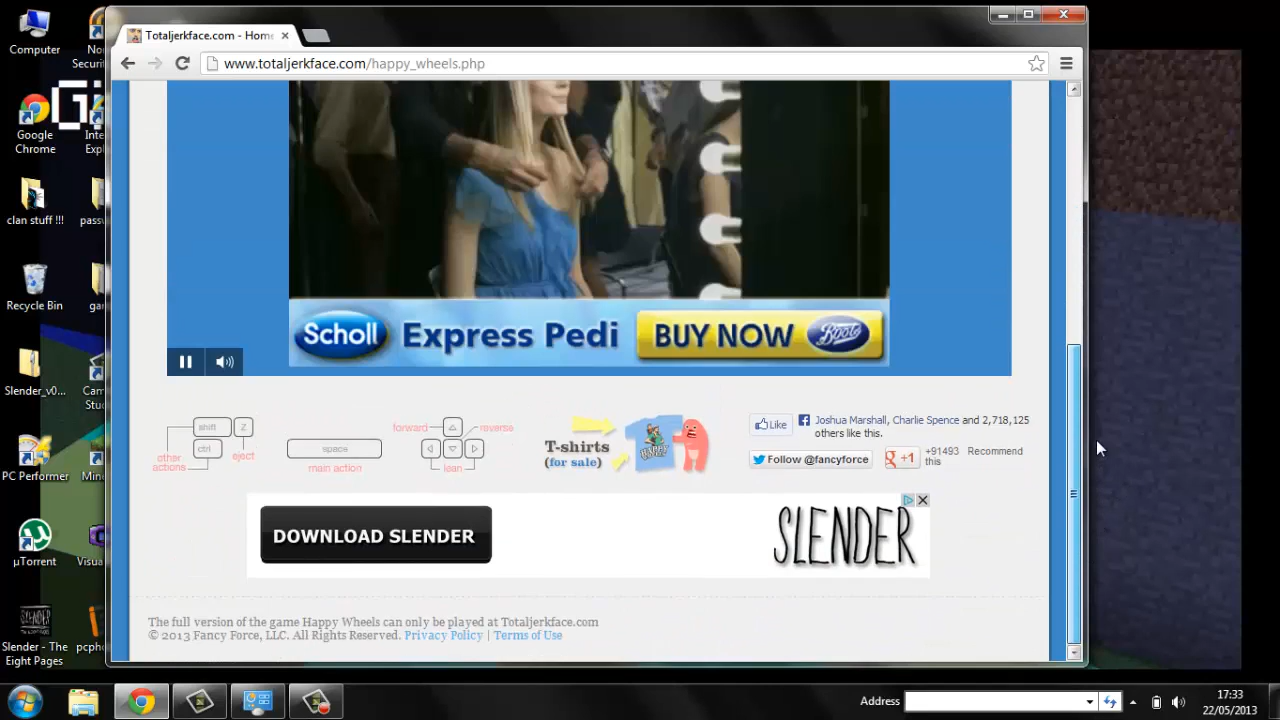 Totaljerkface.com - Home
www.totaljerkface.com/happy_wheels.php
Computer
Google
Chrome
clan stuff !!!
Recycle Bin
Slender_v0...
PC Performer
µTorrent
Slender - The
Eight Pages
pcph
Scholl
Express Pedi
BUY NOW
Boots
shift
Z
ctrl
other
actions
eject
space
main action
forward
reverse
lean
T-shirts
(for sale)
Like
Joshua Marshall, Charlie Spence and 2,718,125
others like this.
Follow @fancyforce
+1
+91493 Recommend
this
DOWNLOAD SLENDER
SLENDER
The full version of the game Happy Wheels can only be played at Totaljerkface.com
© 2013 Fancy Force, LLC. All Rights Reserved. Privacy Policy | Terms of Use
Address
17:33
22/05/2013